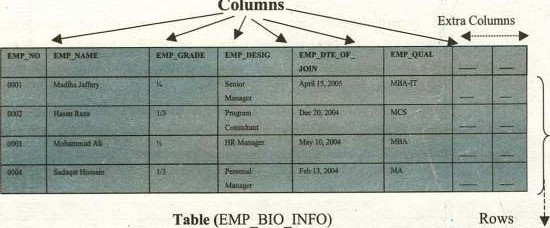 Columns
Extra Columns
EMP_NO EMP_NAME EMP_GRADE EMP_DESIG EMP_DTE_OF_ EMP_QUAL
JOIN
0001 Madiha Jaffery ¼ Senior April 15, 2005 MBA-IT
Manager
0002 Hasan Raza 1/3 Program Dec 20, 2004 MCS
Consultant
0003 Mohammad Ali ½ HR Manager May 10, 2004 MBA
0004 Sadaqat Hussain 1/3 Personal Feb 13, 2004 MA
Manager
Table (EMP_BIO_INFO) Rows